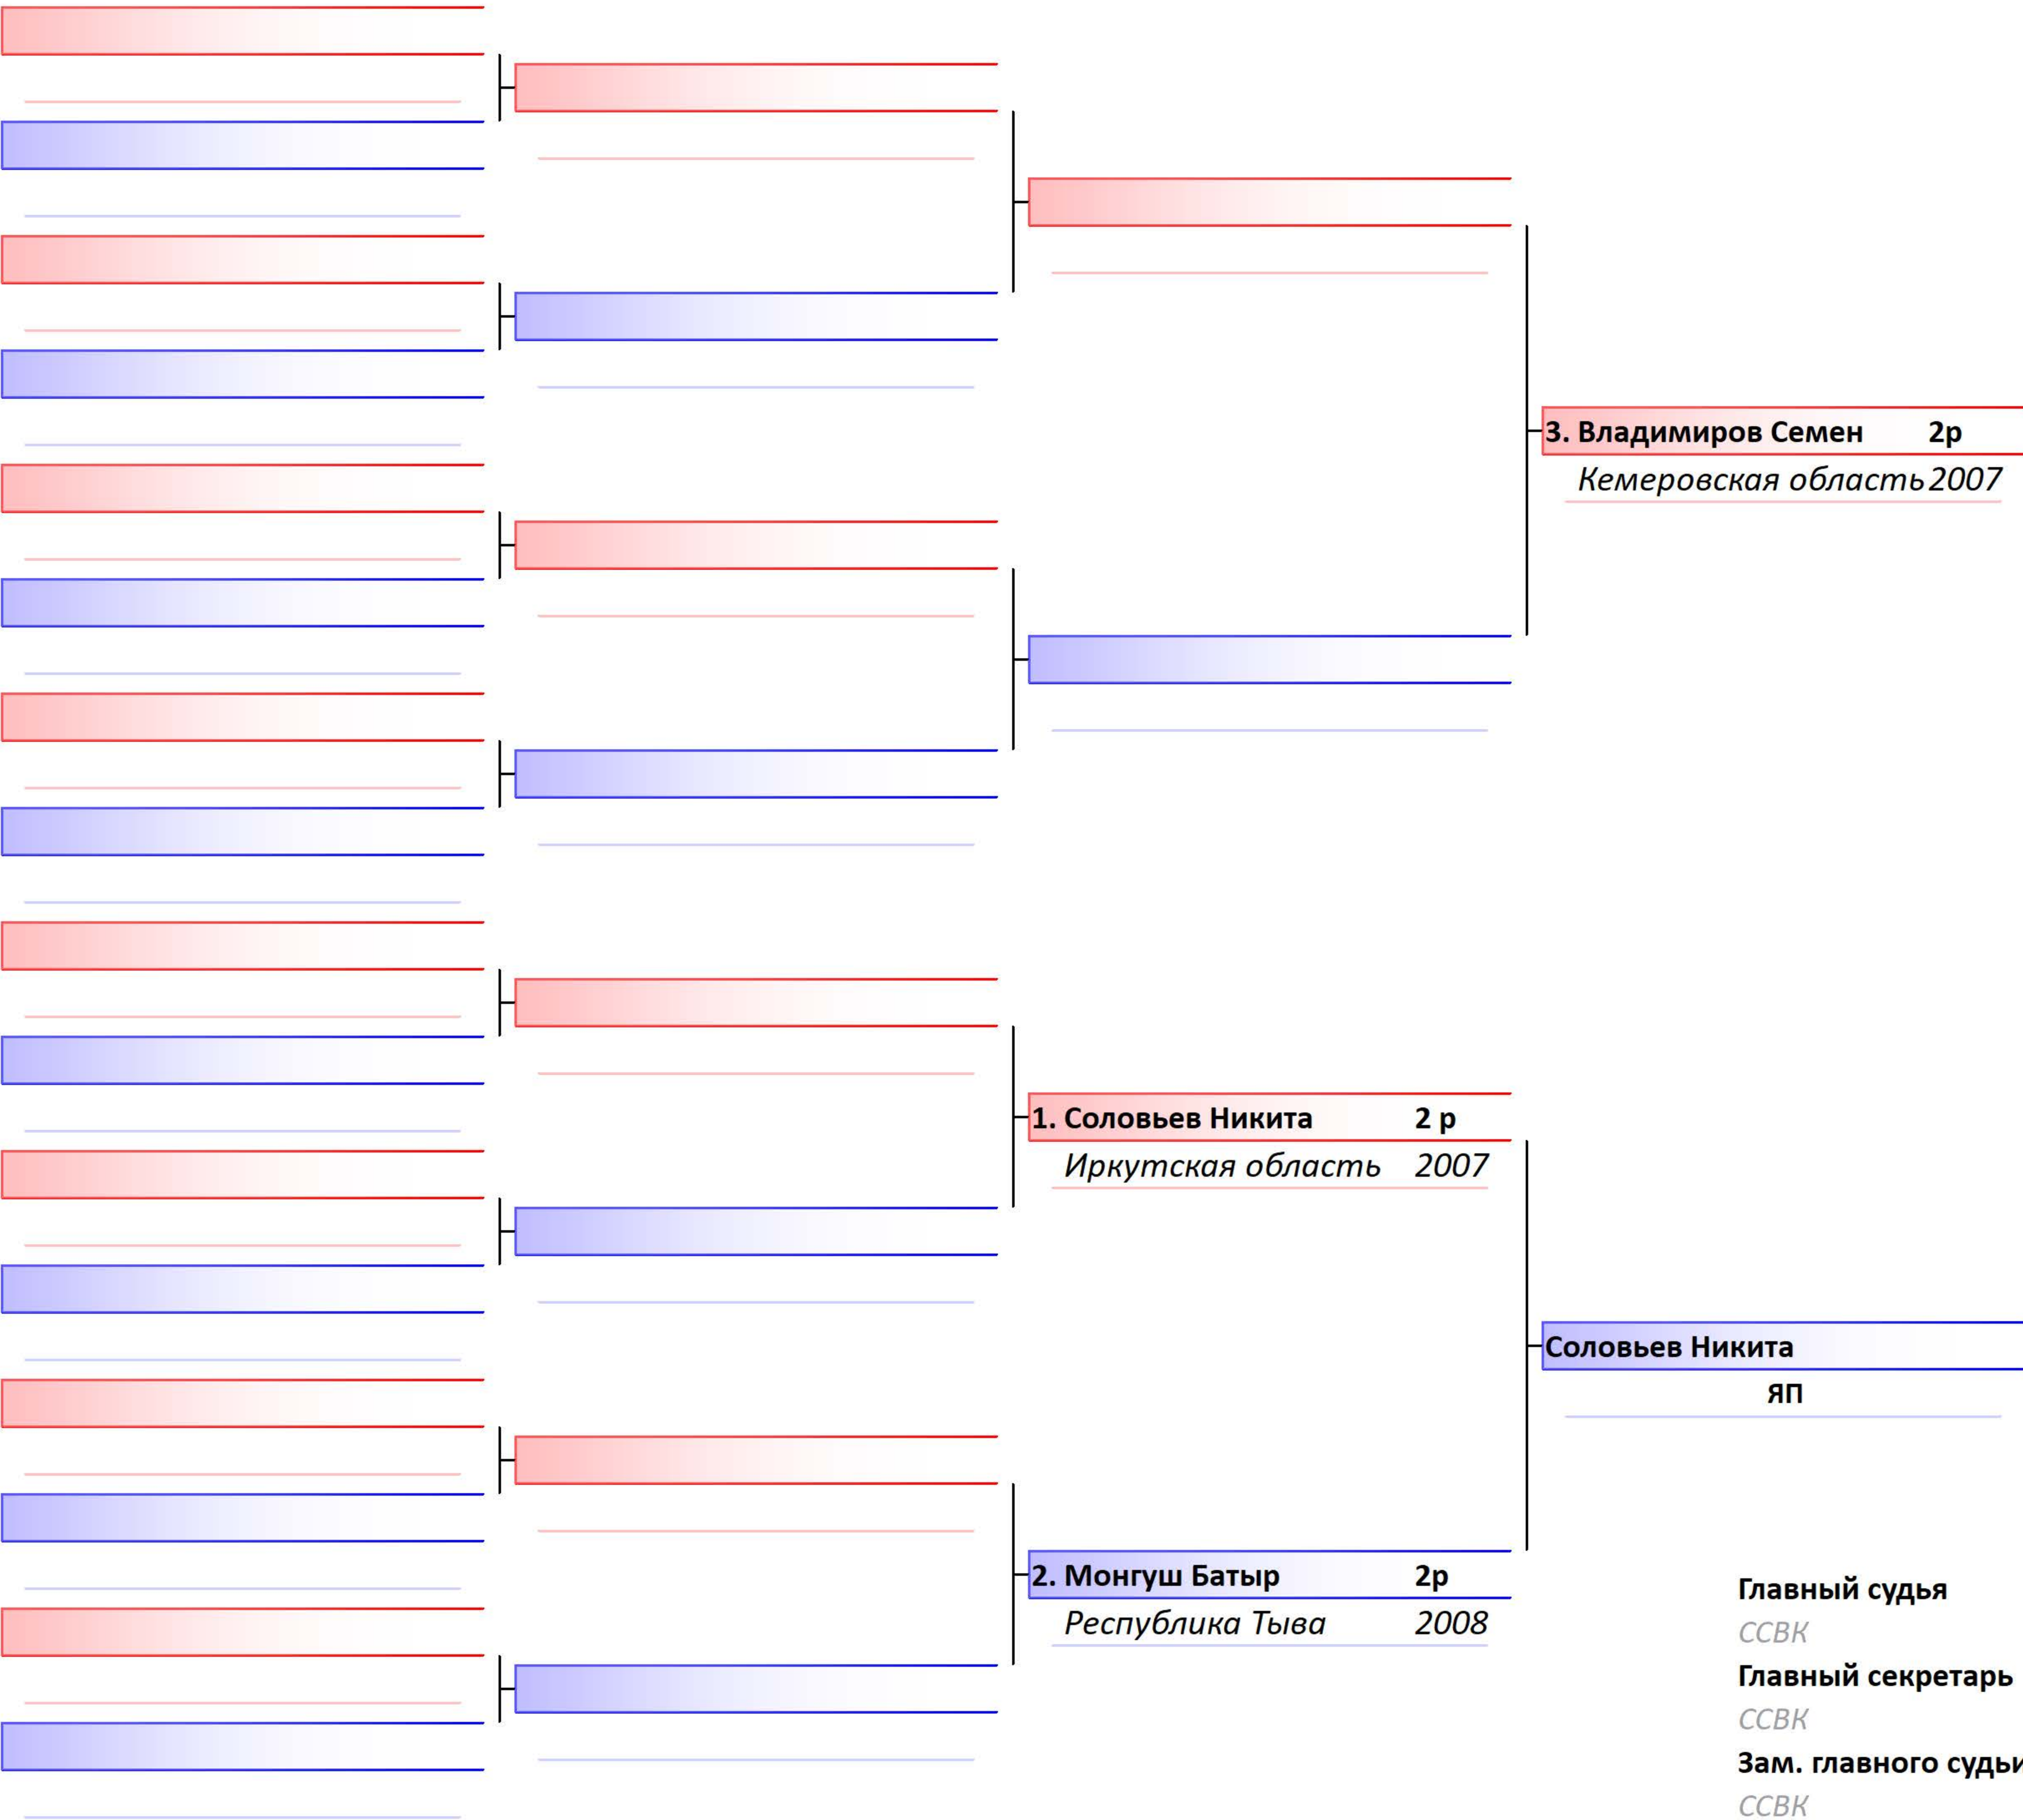 3. Владимиров Семен 2р
Кемеровская область 2007
1. Соловьев Никита 2 р
Иркутская область 2007
Соловьев Никита
ЯП
2. Монгуш Батыр 2р
Республика Тыва 2008
Главный судья
ССВК
Главный секретарь
ССВК
Зам. главного судьи
ССВК